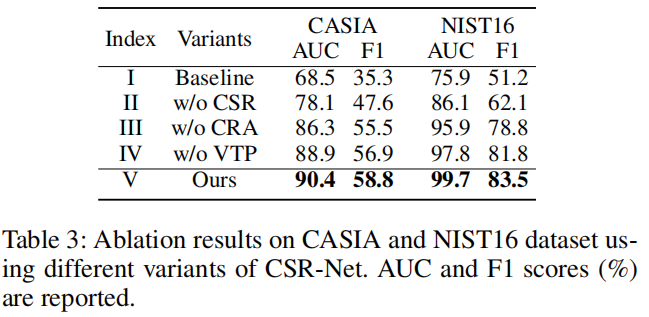 Index Variants CASIA NIST16
AUC F1 AUC F1
I Baseline 68.5 35.3 75.9 51.2
II w/o CSR 78.1 47.6 86.1 62.1
III w/o CRA 86.3 55.5 95.9 78.8
IV w/o VTP 88.9 56.9 97.8 81.8
V Ours 90.4 58.8 99.7 83.5
Table 3: Ablation results on CASIA and NIST16 dataset us-
ing different variants of CSR-Net. AUC and F1 scores (%)
are reported.